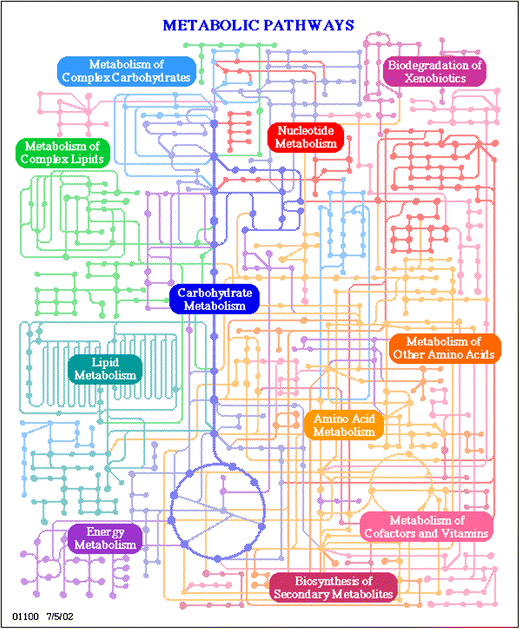 METABOLIC PATHWAYS
Metabolism of
Complex Carbohydrates
Biodegradation of
Xenobiotics
Nucleotide
Metabolism
Metabolism of
Complex Lipids
Carbohydrate
Metabolism
Metabolism of
Other Amino Acids
Lipid
Metabolism
Amino Acid
Metabolism
Metabolism of
Cofactors and Vitamins
Energy
Metabolism
Biosynthesis of
Secondary Metabolites
01100 7/5/02